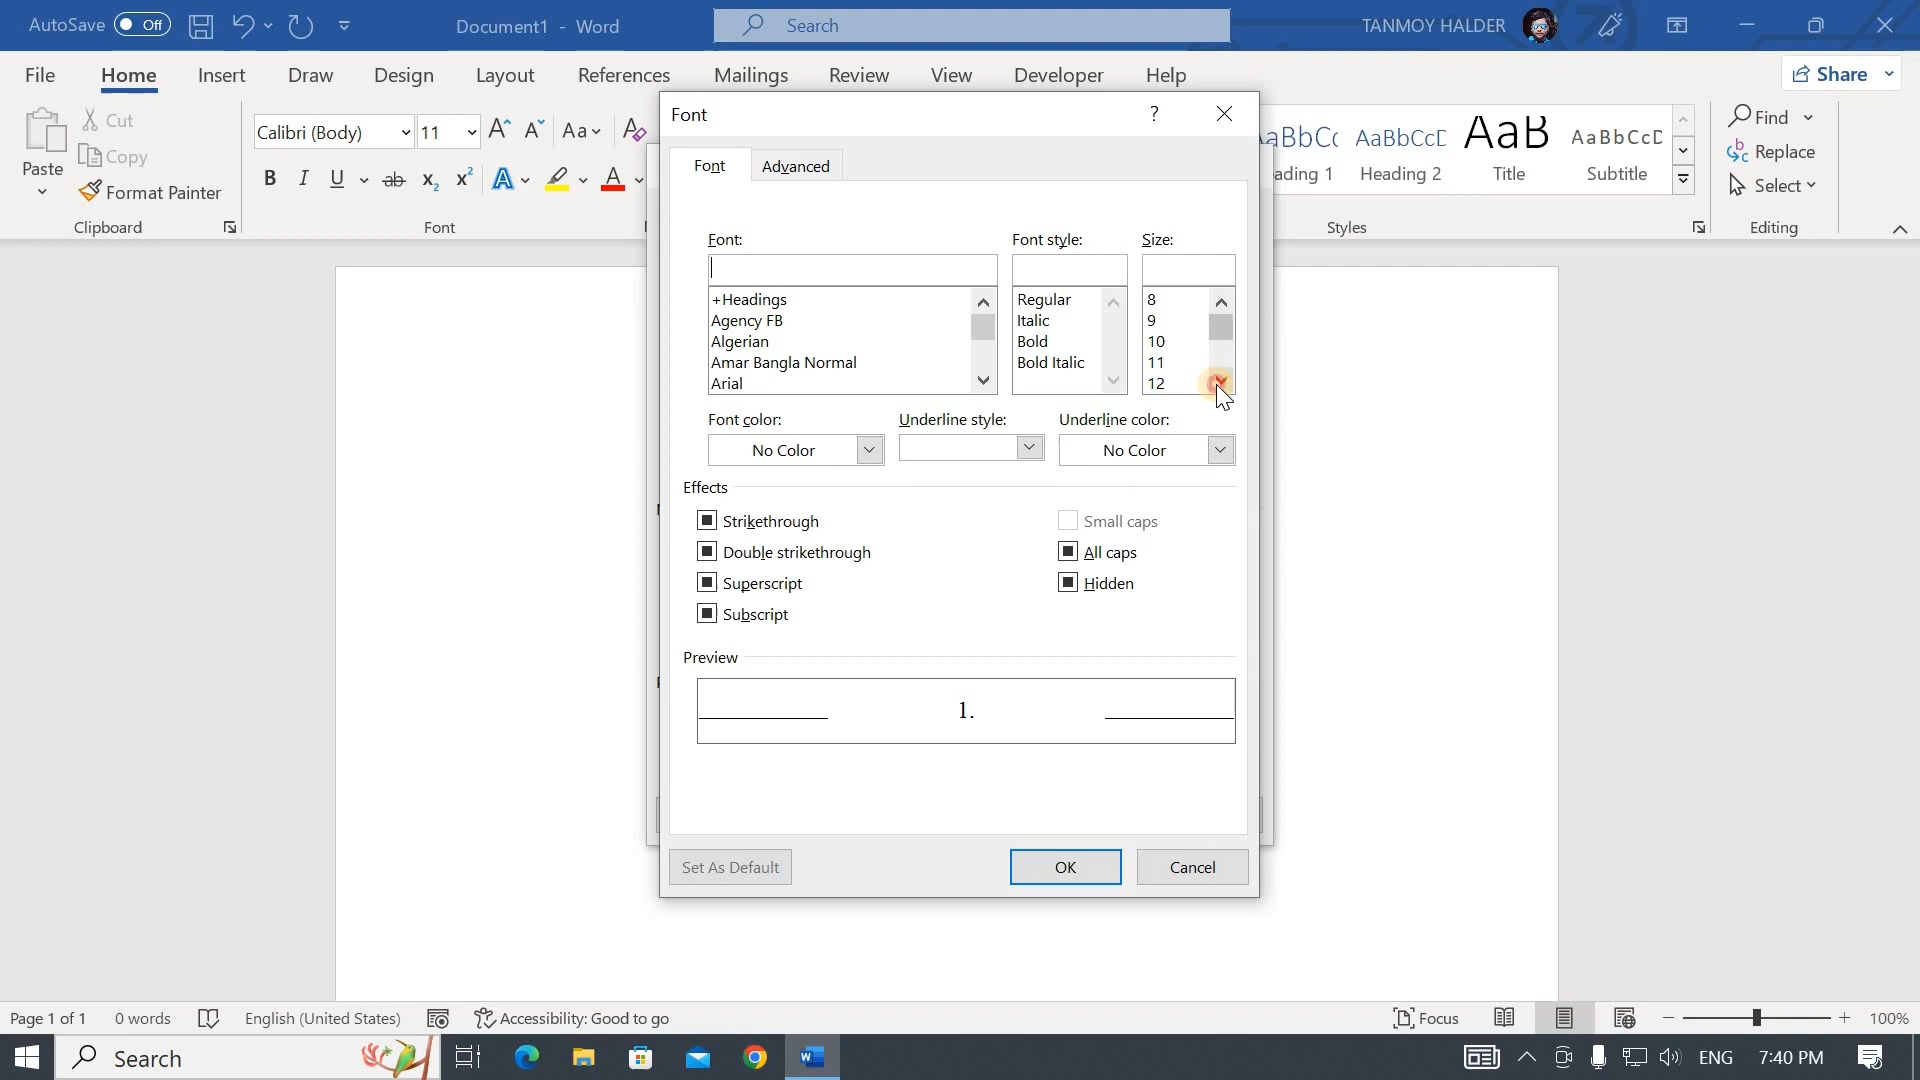 AutoSave Off Document1 - Word Search TANMOY HALDER
File Home Insert Draw Design Layout References Mailings Review View Developer Help Share
Paste
Cut
Copy
Format Painter
Clipboard
Calibri (Body) 11 Aa
B I U ab x₂ x² A A
Font
AaBbCcD
Heading 2
AaB
Title
AaBbCcD
Subtitle
Styles
Find
Replace
Select
Editing
Font ?
Font Advanced
Font: Font style: Size:
+Headings Regular 8
Agency FB Italic 9
Algerian Bold 10
Amar Bangla Normal Bold Italic 11
Arial 12
Font color: Underline style: Underline color:
No Color No Color
Effects
Strikethrough Small caps
Double strikethrough All caps
Superscript Hidden
Subscript
Preview
1.
Set As Default OK Cancel
Page 1 of 1 0 words English (United States) Accessibility: Good to go Focus 100%
Search ENG 7:40 PM